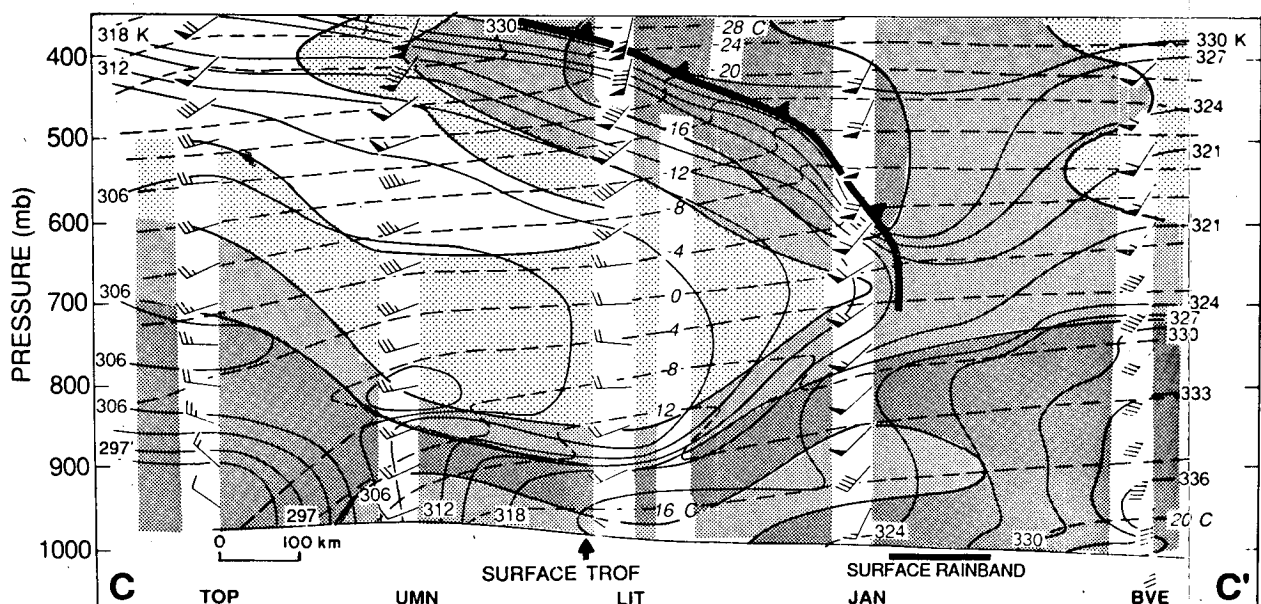 330
28 C
24
20
16
12
8
4
0
4
8
12
16 C
20 C
318 K
312
306
306
306
297
400
500
600
700
800
900
1000
PRESSURE (mb)
330 K
327
324
321
321
324
327
330
333
336
306
297
312
318
324
330
0 100 km
SURFACE TROF
SURFACE RAINBAND
C
TOP
UMN
LIT
JAN
BVE
C'